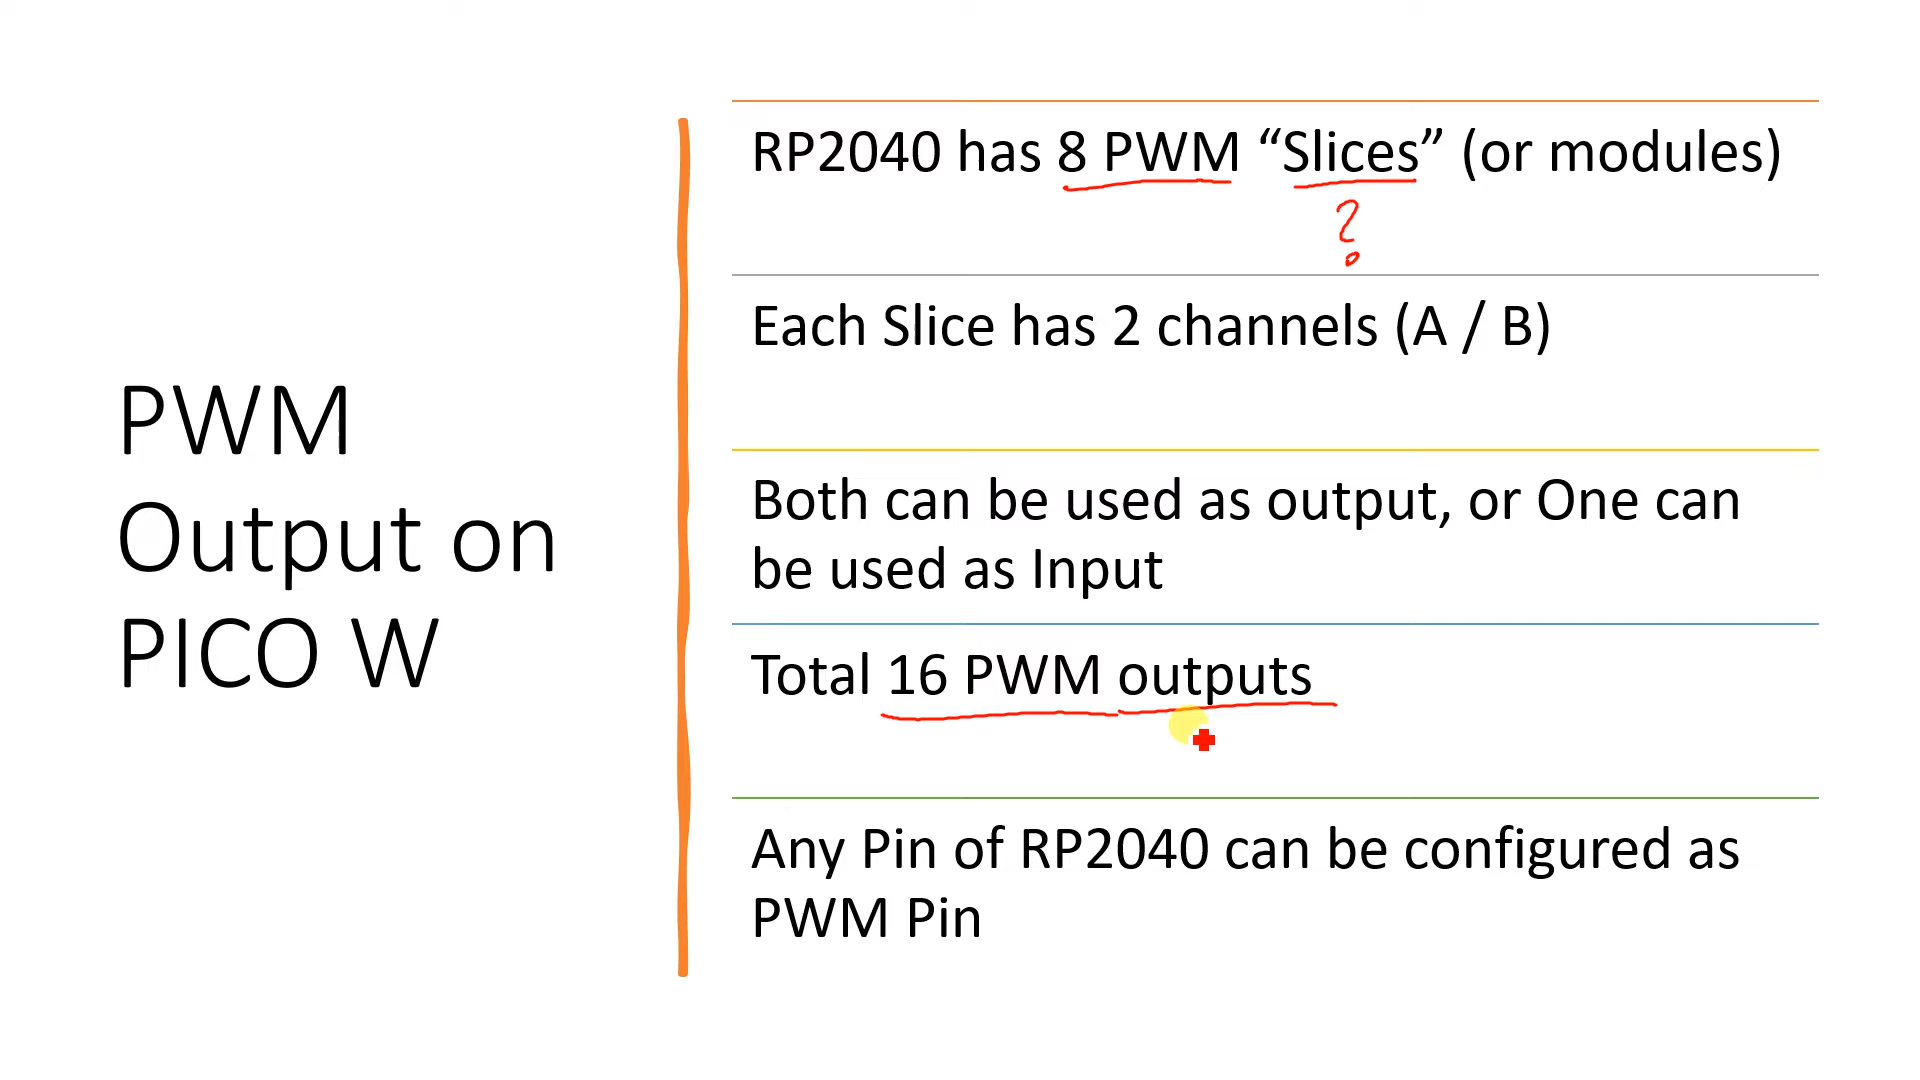 PWM
Output on
PICO W
RP2040 has 8 PWM “Slices” (or modules)
?
Each Slice has 2 channels (A / B)
Both can be used as output, or One can
be used as Input
Total 16 PWM outputs
Any Pin of RP2040 can be configured as
PWM Pin